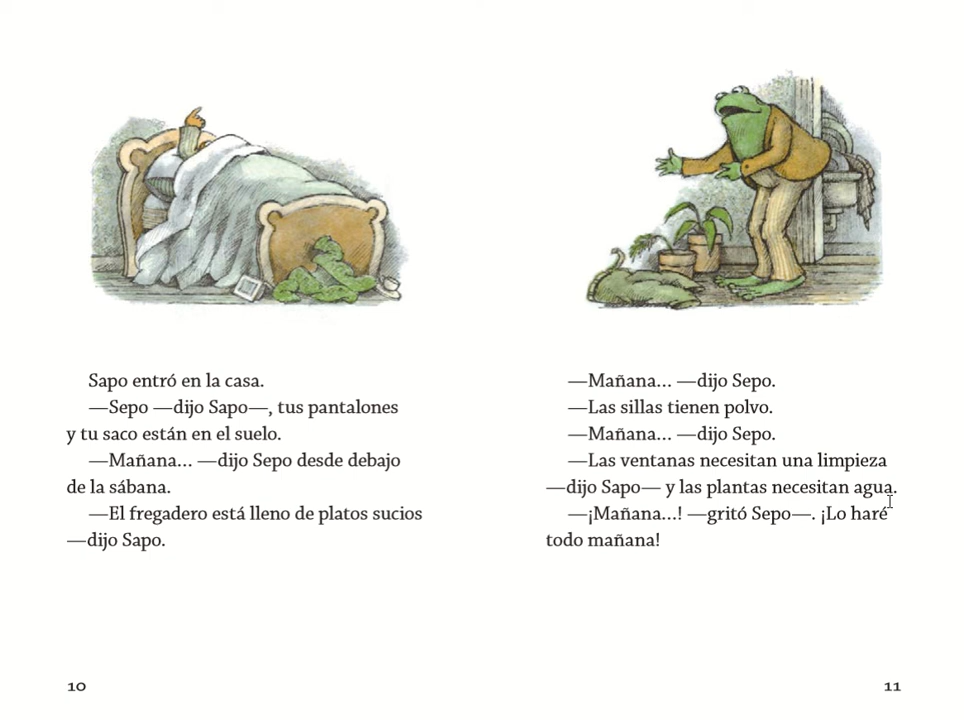 Sapo entró en la casa.
—Sepo —dijo Sapo—, tus pantalones
y tu saco están en el suelo.
—Mañana... —dijo Sepo desde debajo
de la sábana.
—El fregadero está lleno de platos sucios
—dijo Sapo.
10
—Mañana... —dijo Sepo.
—Las sillas tienen polvo.
—Mañana... —dijo Sepo.
—Las ventanas necesitan una limpieza
—dijo Sapo— y las plantas necesitan agua.
—¡Mañana...! —gritó Sepo—. ¡Lo haré
todo mañana!
11